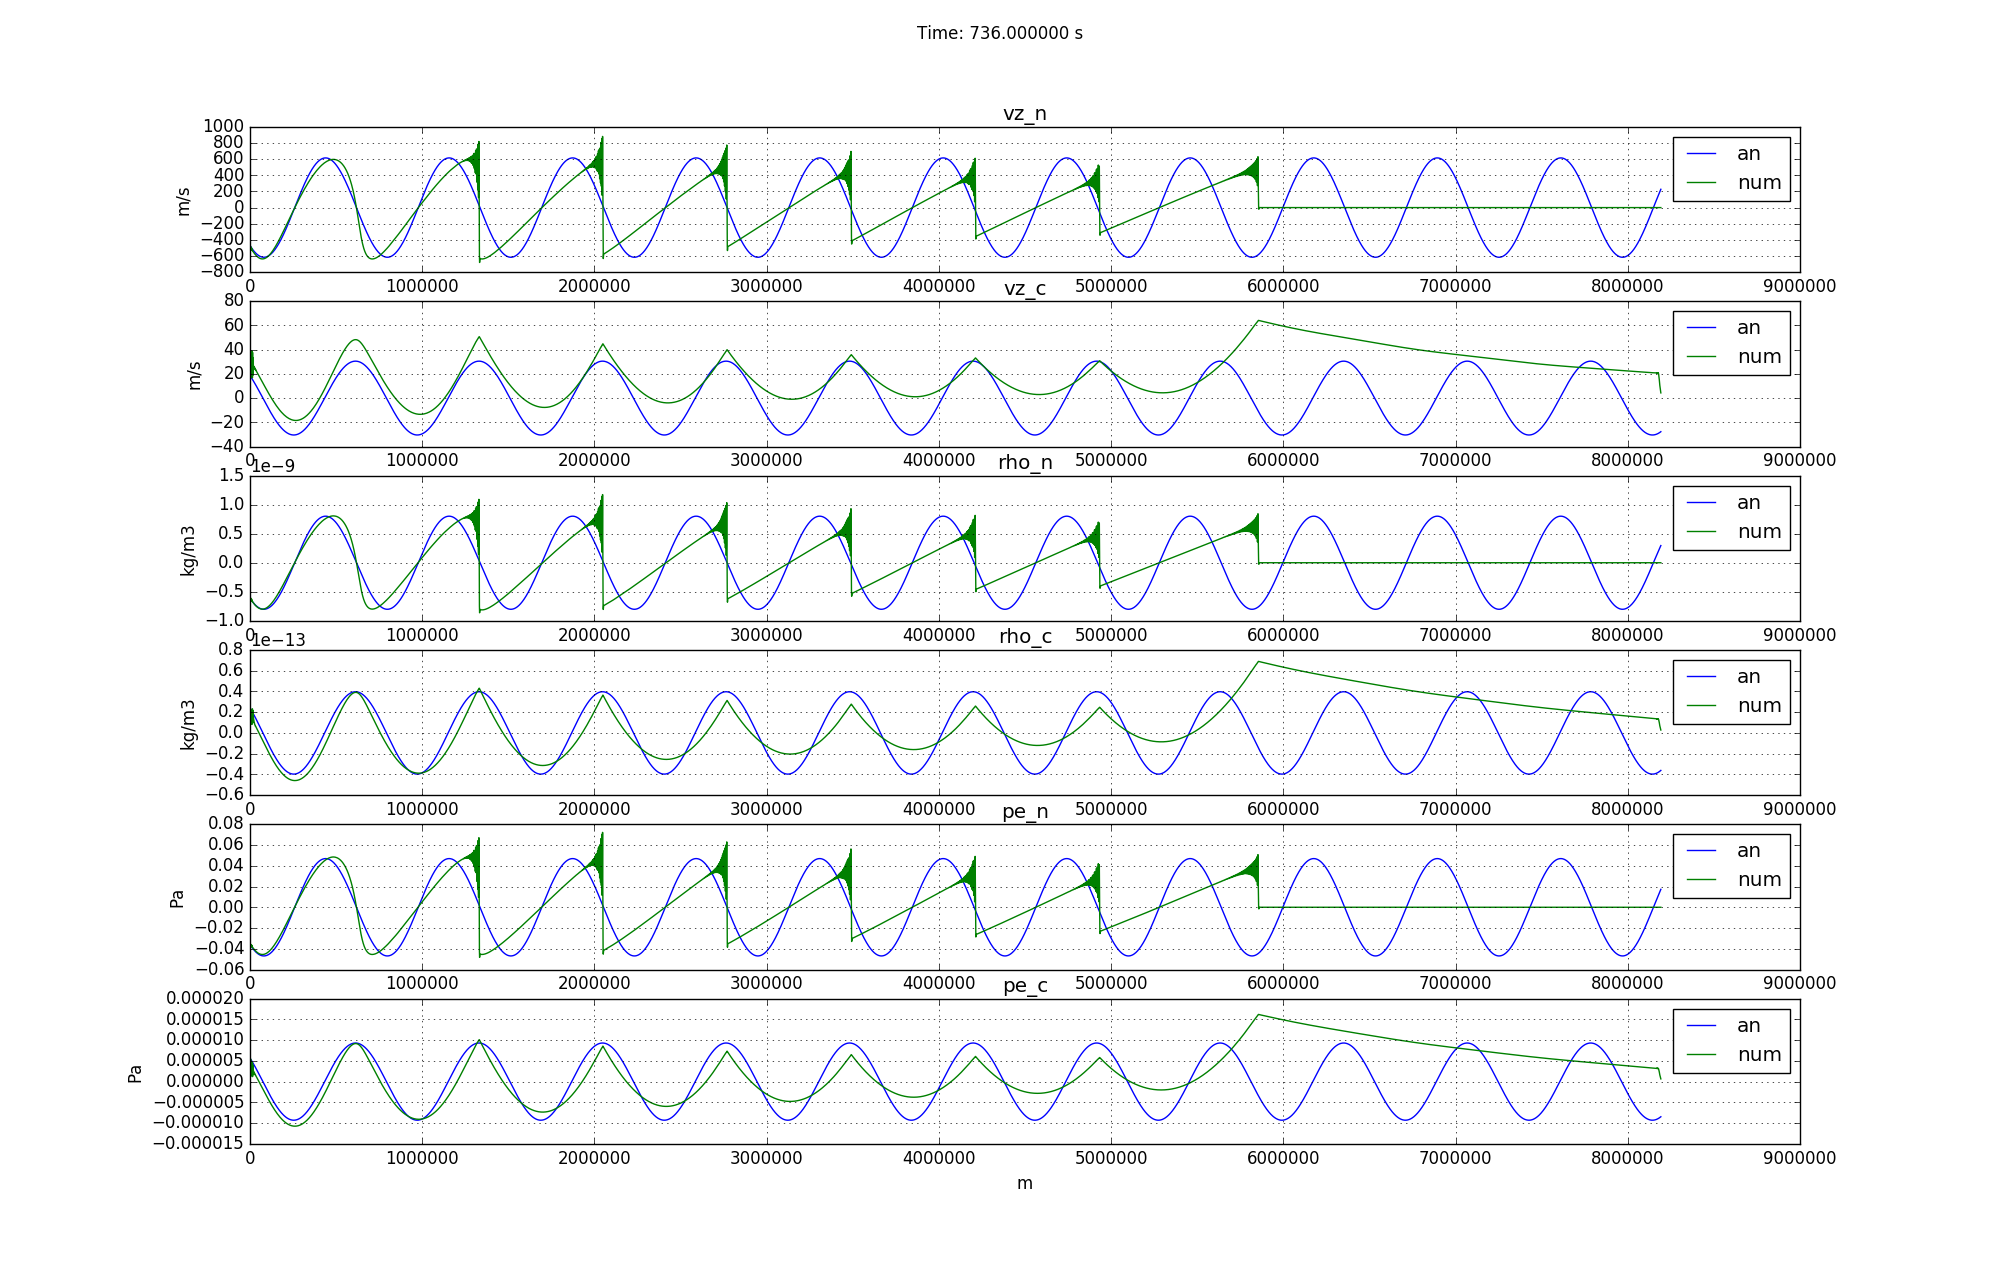 Time: 736.000000 s
vz_n
1000
800
600
400
200
0
−200
−400
−600
−800
m/s
an
num
0 1000000 2000000 3000000 4000000 5000000 6000000 7000000 8000000 9000000
vz_c
80
60
40
20
0
−20
−40
m/s
an
num
0 1000000 2000000 3000000 4000000 5000000 6000000 7000000 8000000 9000000
1e−9
rho_n
1.5
1.0
0.5
0.0
−0.5
−1.0
kg/m3
an
num
0 1000000 2000000 3000000 4000000 5000000 6000000 7000000 8000000 9000000
1e−13
rho_c
0.8
0.6
0.4
0.2
0.0
−0.2
−0.4
−0.6
kg/m3
an
num
0 1000000 2000000 3000000 4000000 5000000 6000000 7000000 8000000 9000000
pe_n
0.08
0.06
0.04
0.02
0.00
−0.02
−0.04
−0.06
Pa
an
num
0 1000000 2000000 3000000 4000000 5000000 6000000 7000000 8000000 9000000
pe_c
0.000020
0.000015
0.000010
0.000005
0.000000
−0.000005
−0.000010
−0.000015
Pa
an
num
0 1000000 2000000 3000000 4000000 5000000 6000000 7000000 8000000 9000000
m